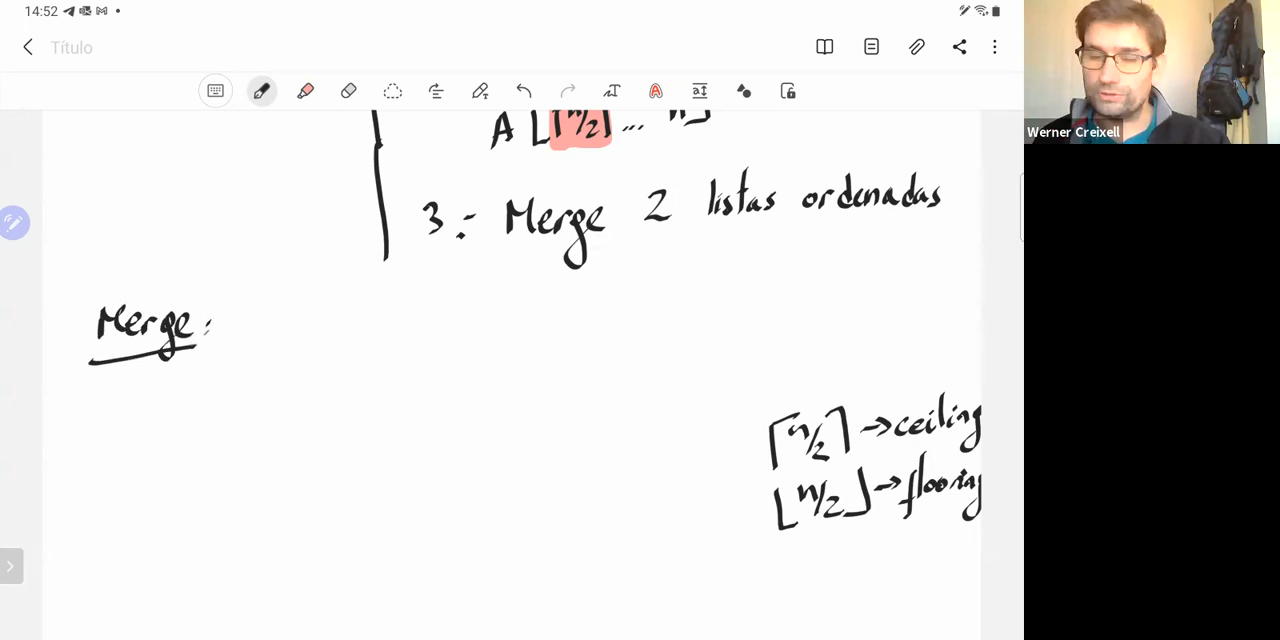 14:52
Título
A[⌈n/2⌉ ... n]
3.- Merge 2 listas ordenadas
Merge:
⌈n/2⌉ → ceiling
⌊n/2⌋ → flooring
Werner Creixell